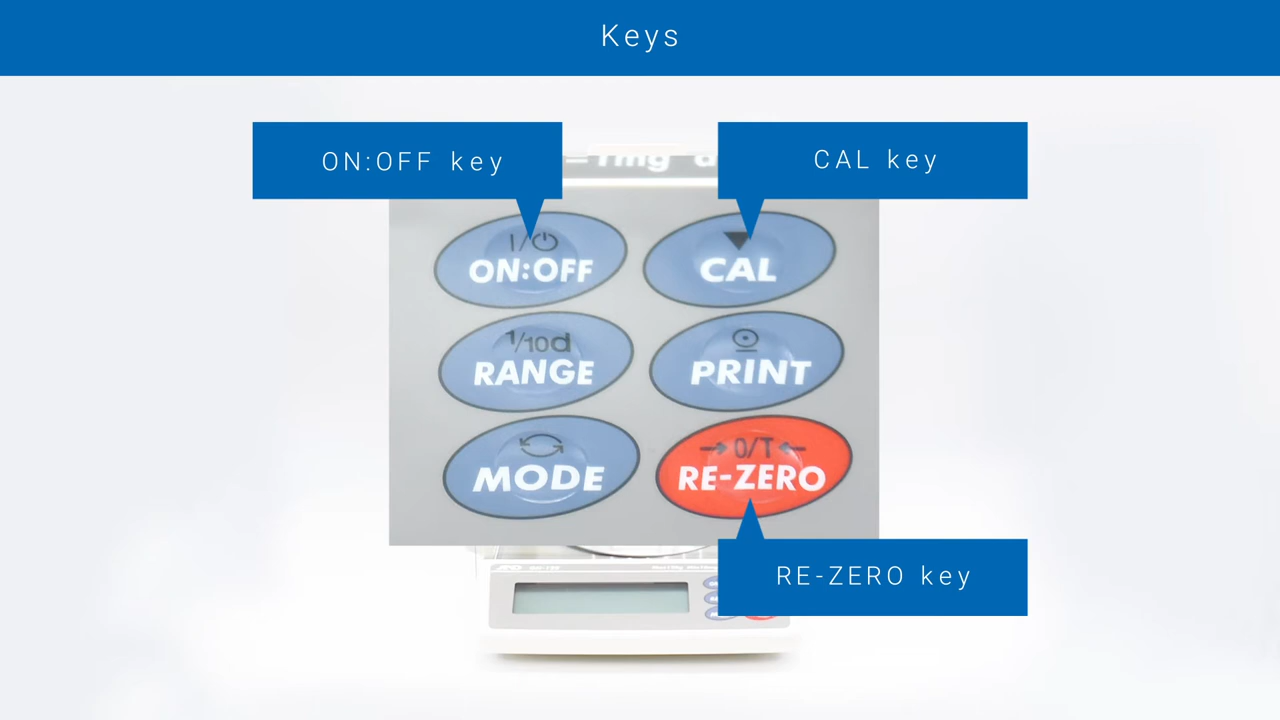 Keys
ON:OFF key
CAL key
=1mg d
I/⏻
ON:OFF
▼
CAL
1/10d
RANGE
PRINT
MODE
→0/T←
RE-ZERO
RE-ZERO key